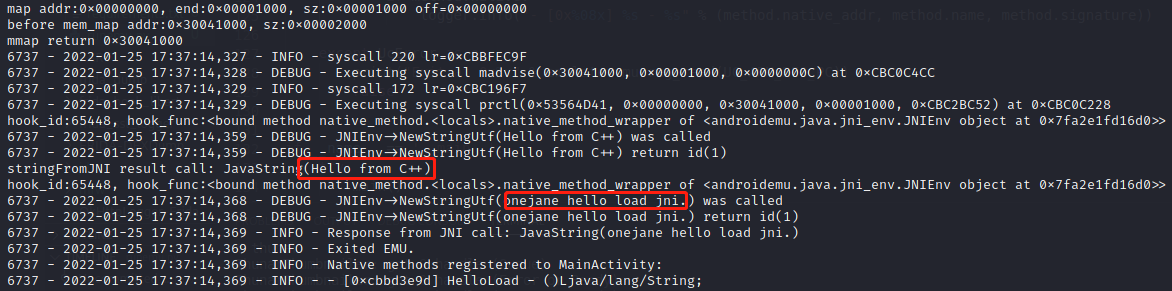 map addr:0×00000000, end:0×00001000, sz:0×00001000 off=0×00000000
before mem_map addr:0×30041000, sz:0×00002000
mmap return 0×30041000
6737 - 2022-01-25 17:37:14,327 - INFO - syscall 220 lr=0×CBBFEC9F
6737 - 2022-01-25 17:37:14,328 - DEBUG - Executing syscall madvise(0×30041000, 0×00001000, 0×0000000C) at 0×CBC0C4CC
6737 - 2022-01-25 17:37:14,329 - INFO - syscall 172 lr=0×CBC196F7
6737 - 2022-01-25 17:37:14,329 - DEBUG - Executing syscall prctl(0×53564D41, 0×00000000, 0×30041000, 0×00001000, 0×CBC2BC52) at 0×CBC0C228
hook_id:65448, hook_func:<bound method native_method.<locals>.native_method_wrapper of <androidemu.java.jni_env.JNIEnv object at 0×7fa2e1fd16d0>>
6737 - 2022-01-25 17:37:14,359 - DEBUG - JNIEnv→NewStringUtf(Hello from C++) was called
6737 - 2022-01-25 17:37:14,359 - DEBUG - JNIEnv→NewStringUtf(Hello from C++) return id(1)
stringFromJNI result call: JavaString(Hello from C++)
hook_id:65448, hook_func:<bound method native_method.<locals>.native_method_wrapper of <androidemu.java.jni_env.JNIEnv object at 0×7fa2e1fd16d0>>
6737 - 2022-01-25 17:37:14,368 - DEBUG - JNIEnv→NewStringUtf(onejane hello load jni.) was called
6737 - 2022-01-25 17:37:14,368 - DEBUG - JNIEnv→NewStringUtf(onejane hello load jni.) return id(1)
6737 - 2022-01-25 17:37:14,369 - INFO - Response from JNI call: JavaString(onejane hello load jni.)
6737 - 2022-01-25 17:37:14,369 - INFO - Exited EMU.
6737 - 2022-01-25 17:37:14,369 - INFO - Native methods registered to MainActivity:
6737 - 2022-01-25 17:37:14,369 - INFO - - [0×cbbd3e9d] HelloLoad - ()Ljava/lang/String;